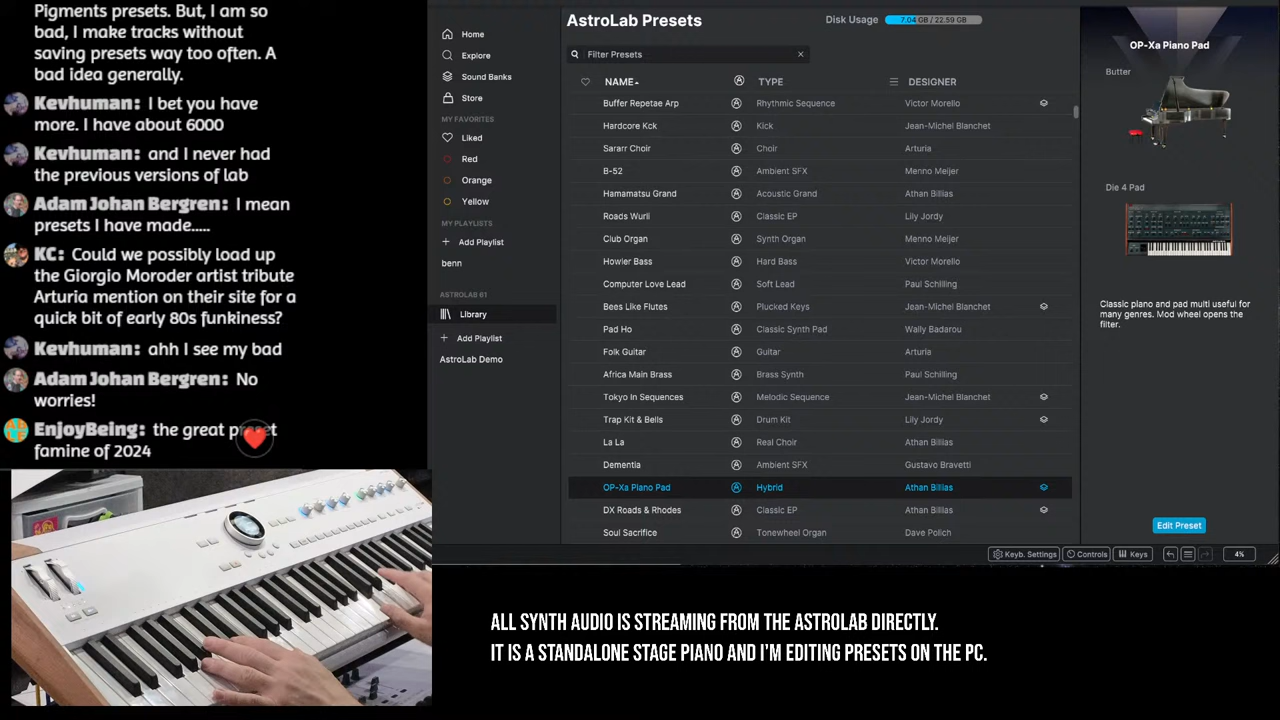 Pigments presets. But, I am so
bad, I make tracks without
saving presets way too often. A
bad idea generally.
Kevhuman: I bet you have
more. I have about 6000
Kevhuman: and I never had
the previous versions of lab
Adam Johan Bergren: I mean
presets I have made.....
KC: Could we possibly load up
the Giorgio Moroder artist tribute
Arturia mention on their site for a
quick bit of early 80s funkiness?
Kevhuman: ahh I see my bad
Adam Johan Bergren: No
worries!
EnjoyBeing: the great preset
famine of 2024
Home
Explore
Sound Banks
Store
MY FAVORITES
Liked
Red
Orange
Yellow
MY PLAYLISTS
Add Playlist
benn
ASTROLAB 61
Library
Add Playlist
AstroLab Demo
AstroLab Presets
Disk Usage 7.04 GB / 22.59 GB
Filter Presets
NAME TYPE DESIGNER
Buffer Repetae Arp Rhythmic Sequence Victor Morello
Hardcore Kck Kick Jean-Michel Blanchet
Sararr Choir Choir Arturia
B-52 Ambient SFX Menno Meijer
Hamamatsu Grand Acoustic Grand Athan Billias
Roads Wurli Classic EP Lily Jordy
Club Organ Synth Organ Menno Meijer
Howler Bass Hard Bass Victor Morello
Computer Love Lead Soft Lead Paul Schilling
Bees Like Flutes Plucked Keys Jean-Michel Blanchet
Pad Ho Classic Synth Pad Wally Badarou
Folk Guitar Guitar Arturia
Africa Main Brass Brass Synth Paul Schilling
Tokyo In Sequences Melodic Sequence Jean-Michel Blanchet
Trap Kit & Bells Drum Kit Lily Jordy
La La Real Choir Athan Billias
Dementia Ambient SFX Gustavo Bravetti
OP-Xa Piano Pad Hybrid Athan Billias
DX Roads & Rhodes Classic EP Athan Billias
Soul Sacrifice Tonewheel Organ Dave Polich
OP-Xa Piano Pad
Butter
Die 4 Pad
Classic piano and pad multi useful for
many genres. Mod wheel opens the
filter.
Edit Preset
Keyb. Settings Controls Keys 4%
ALL SYNTH AUDIO IS STREAMING FROM THE ASTROLAB DIRECTLY.
IT IS A STANDALONE STAGE PIANO AND I'M EDITING PRESETS ON THE PC.